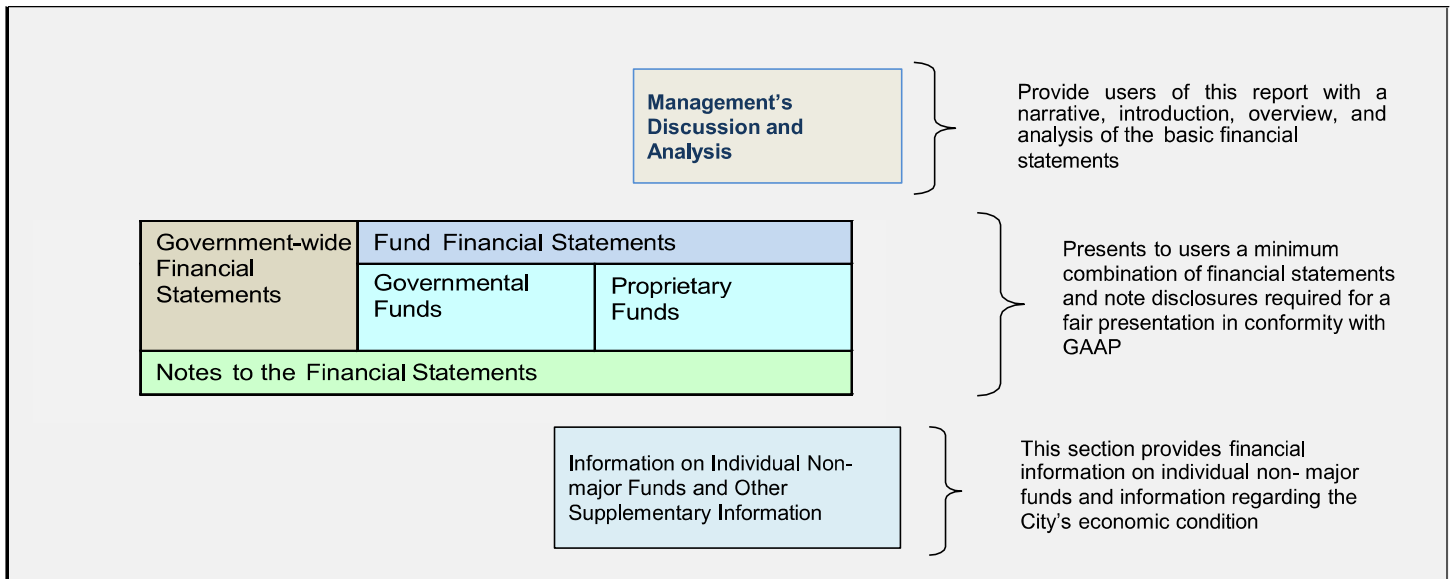 Management’s
Discussion and
Analysis
Provide users of this report with a
narrative, introduction, overview, and
analysis of the basic financial
statements
Government-wide
Financial
Statements
Fund Financial Statements
Governmental
Funds
Proprietary
Funds
Notes to the Financial Statements
Presents to users a minimum
combination of financial statements
and note disclosures required for a
fair presentation in conformity with
GAAP
Information on Individual Non-
major Funds and Other
Supplementary Information
This section provides financial
information on individual non- major
funds and information regarding the
City’s economic condition